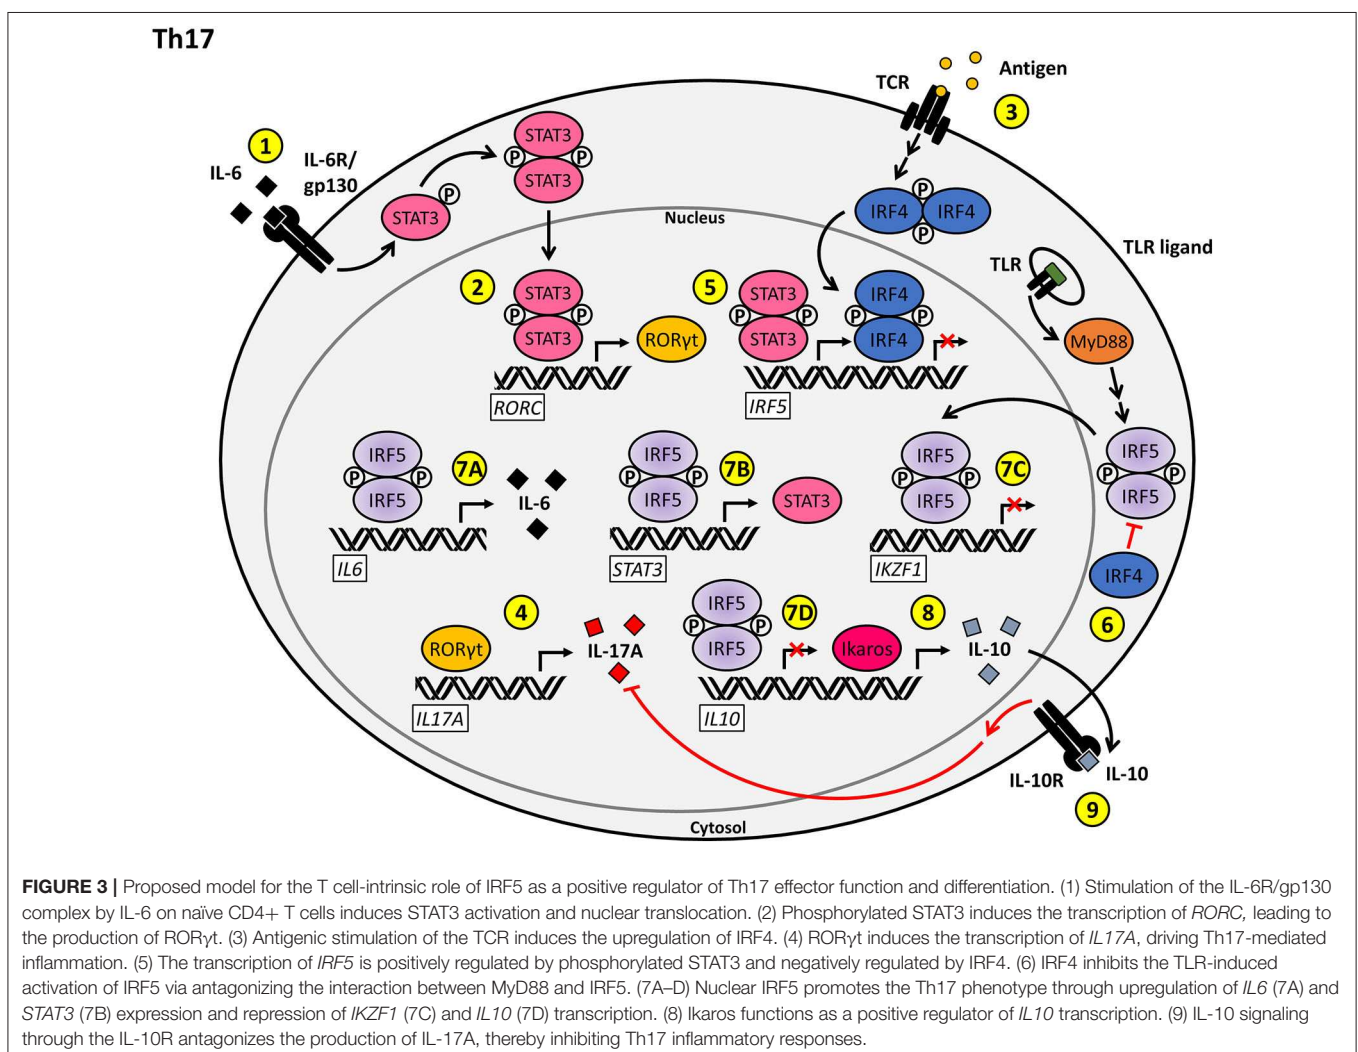 Th17
Antigen
TCR
3
1
IL-6
IL-6R/
gp130
STAT3
P
STAT3
P
P
STAT3
Nucleus
P
IRF4
IRF4
P
TLR ligand
TLR
MyD88
2
STAT3
P
P
STAT3
RORγt
RORC
5
STAT3
P
P
STAT3
IRF4
P
P
IRF4
IRF5
IRF5
P
P
IRF5
7A
IL-6
IL6
IRF5
P
P
IRF5
7B
STAT3
STAT3
IRF5
P
P
IRF5
7C
IKZF1
IRF5
P
P
IRF5
IRF4
6
4
RORγt
IL-17A
IL17A
IRF5
P
P
IRF5
7D
Ikaros
8
IL-10
IL10
IL-10R
IL-10
9
Cytosol
FIGURE 3 | Proposed model for the T cell-intrinsic role of IRF5 as a positive regulator of Th17 effector function and differentiation. (1) Stimulation of the IL-6R/gp130
complex by IL-6 on naïve CD4+ T cells induces STAT3 activation and nuclear translocation. (2) Phosphorylated STAT3 induces the transcription of RORC, leading to
the production of RORγt. (3) Antigenic stimulation of the TCR induces the upregulation of IRF4. (4) RORγt induces the transcription of IL17A, driving Th17-mediated
inflammation. (5) The transcription of IRF5 is positively regulated by phosphorylated STAT3 and negatively regulated by IRF4. (6) IRF4 inhibits the TLR-induced
activation of IRF5 via antagonizing the interaction between MyD88 and IRF5. (7A–D) Nuclear IRF5 promotes the Th17 phenotype through upregulation of IL6 (7A) and
STAT3 (7B) expression and repression of IKZF1 (7C) and IL10 (7D) transcription. (8) Ikaros functions as a positive regulator of IL10 transcription. (9) IL-10 signaling
through the IL-10R antagonizes the production of IL-17A, thereby inhibiting Th17 inflammatory responses.